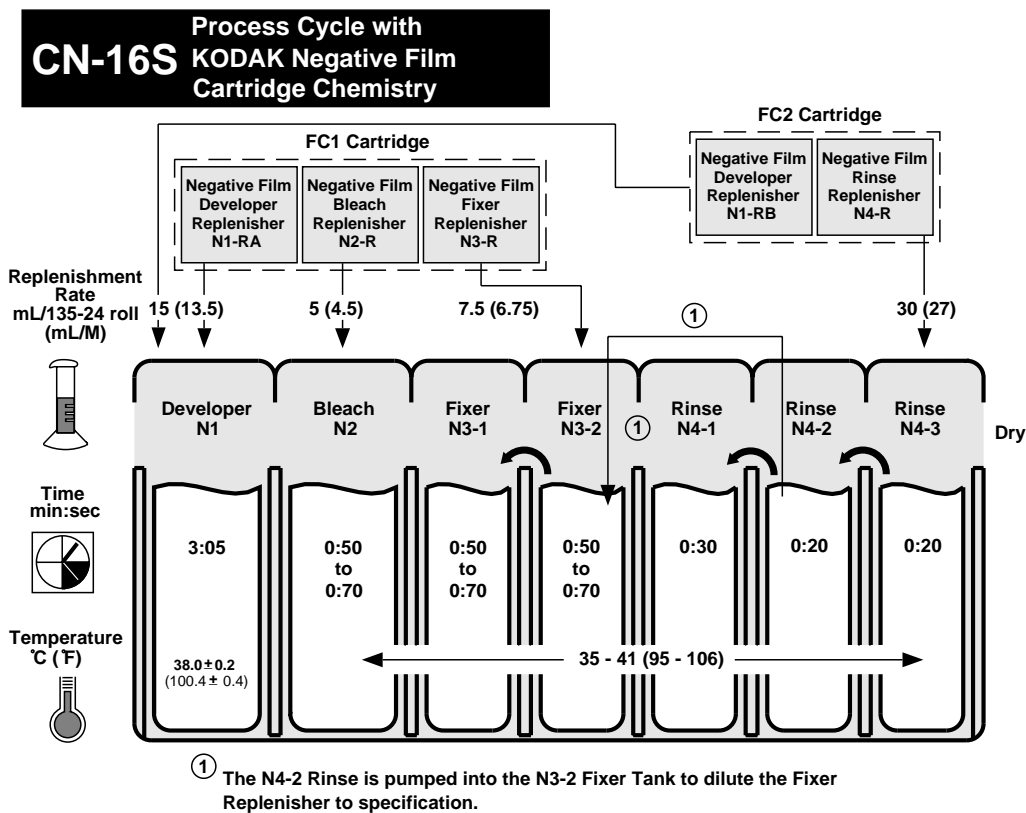 CN-16S
Process Cycle with
KODAK Negative Film
Cartridge Chemistry
FC1 Cartridge
FC2 Cartridge
Negative Film
Developer
Replenisher
N1-RA
Negative Film
Bleach
Replenisher
N2-R
Negative Film
Fixer
Replenisher
N3-R
Negative Film
Developer
Replenisher
N1-RB
Negative Film
Rinse
Replenisher
N4-R
Replenishment
Rate
mL/135-24 roll
(mL/M)
15 (13.5)
5 (4.5)
7.5 (6.75)
1
30 (27)
Developer
N1
Bleach
N2
Fixer
N3-1
Fixer
N3-2
1
Rinse
N4-1
Rinse
N4-2
Rinse
N4-3
Dry
Time
min:sec
3:05
0:50
to
0:70
0:50
to
0:70
0:50
to
0:70
0:30
0:20
0:20
Temperature
°C (°F)
38.0 ± 0.2
(100.4 ± 0.4)
35 - 41 (95 - 106)
1 The N4-2 Rinse is pumped into the N3-2 Fixer Tank to dilute the Fixer
Replenisher to specification.